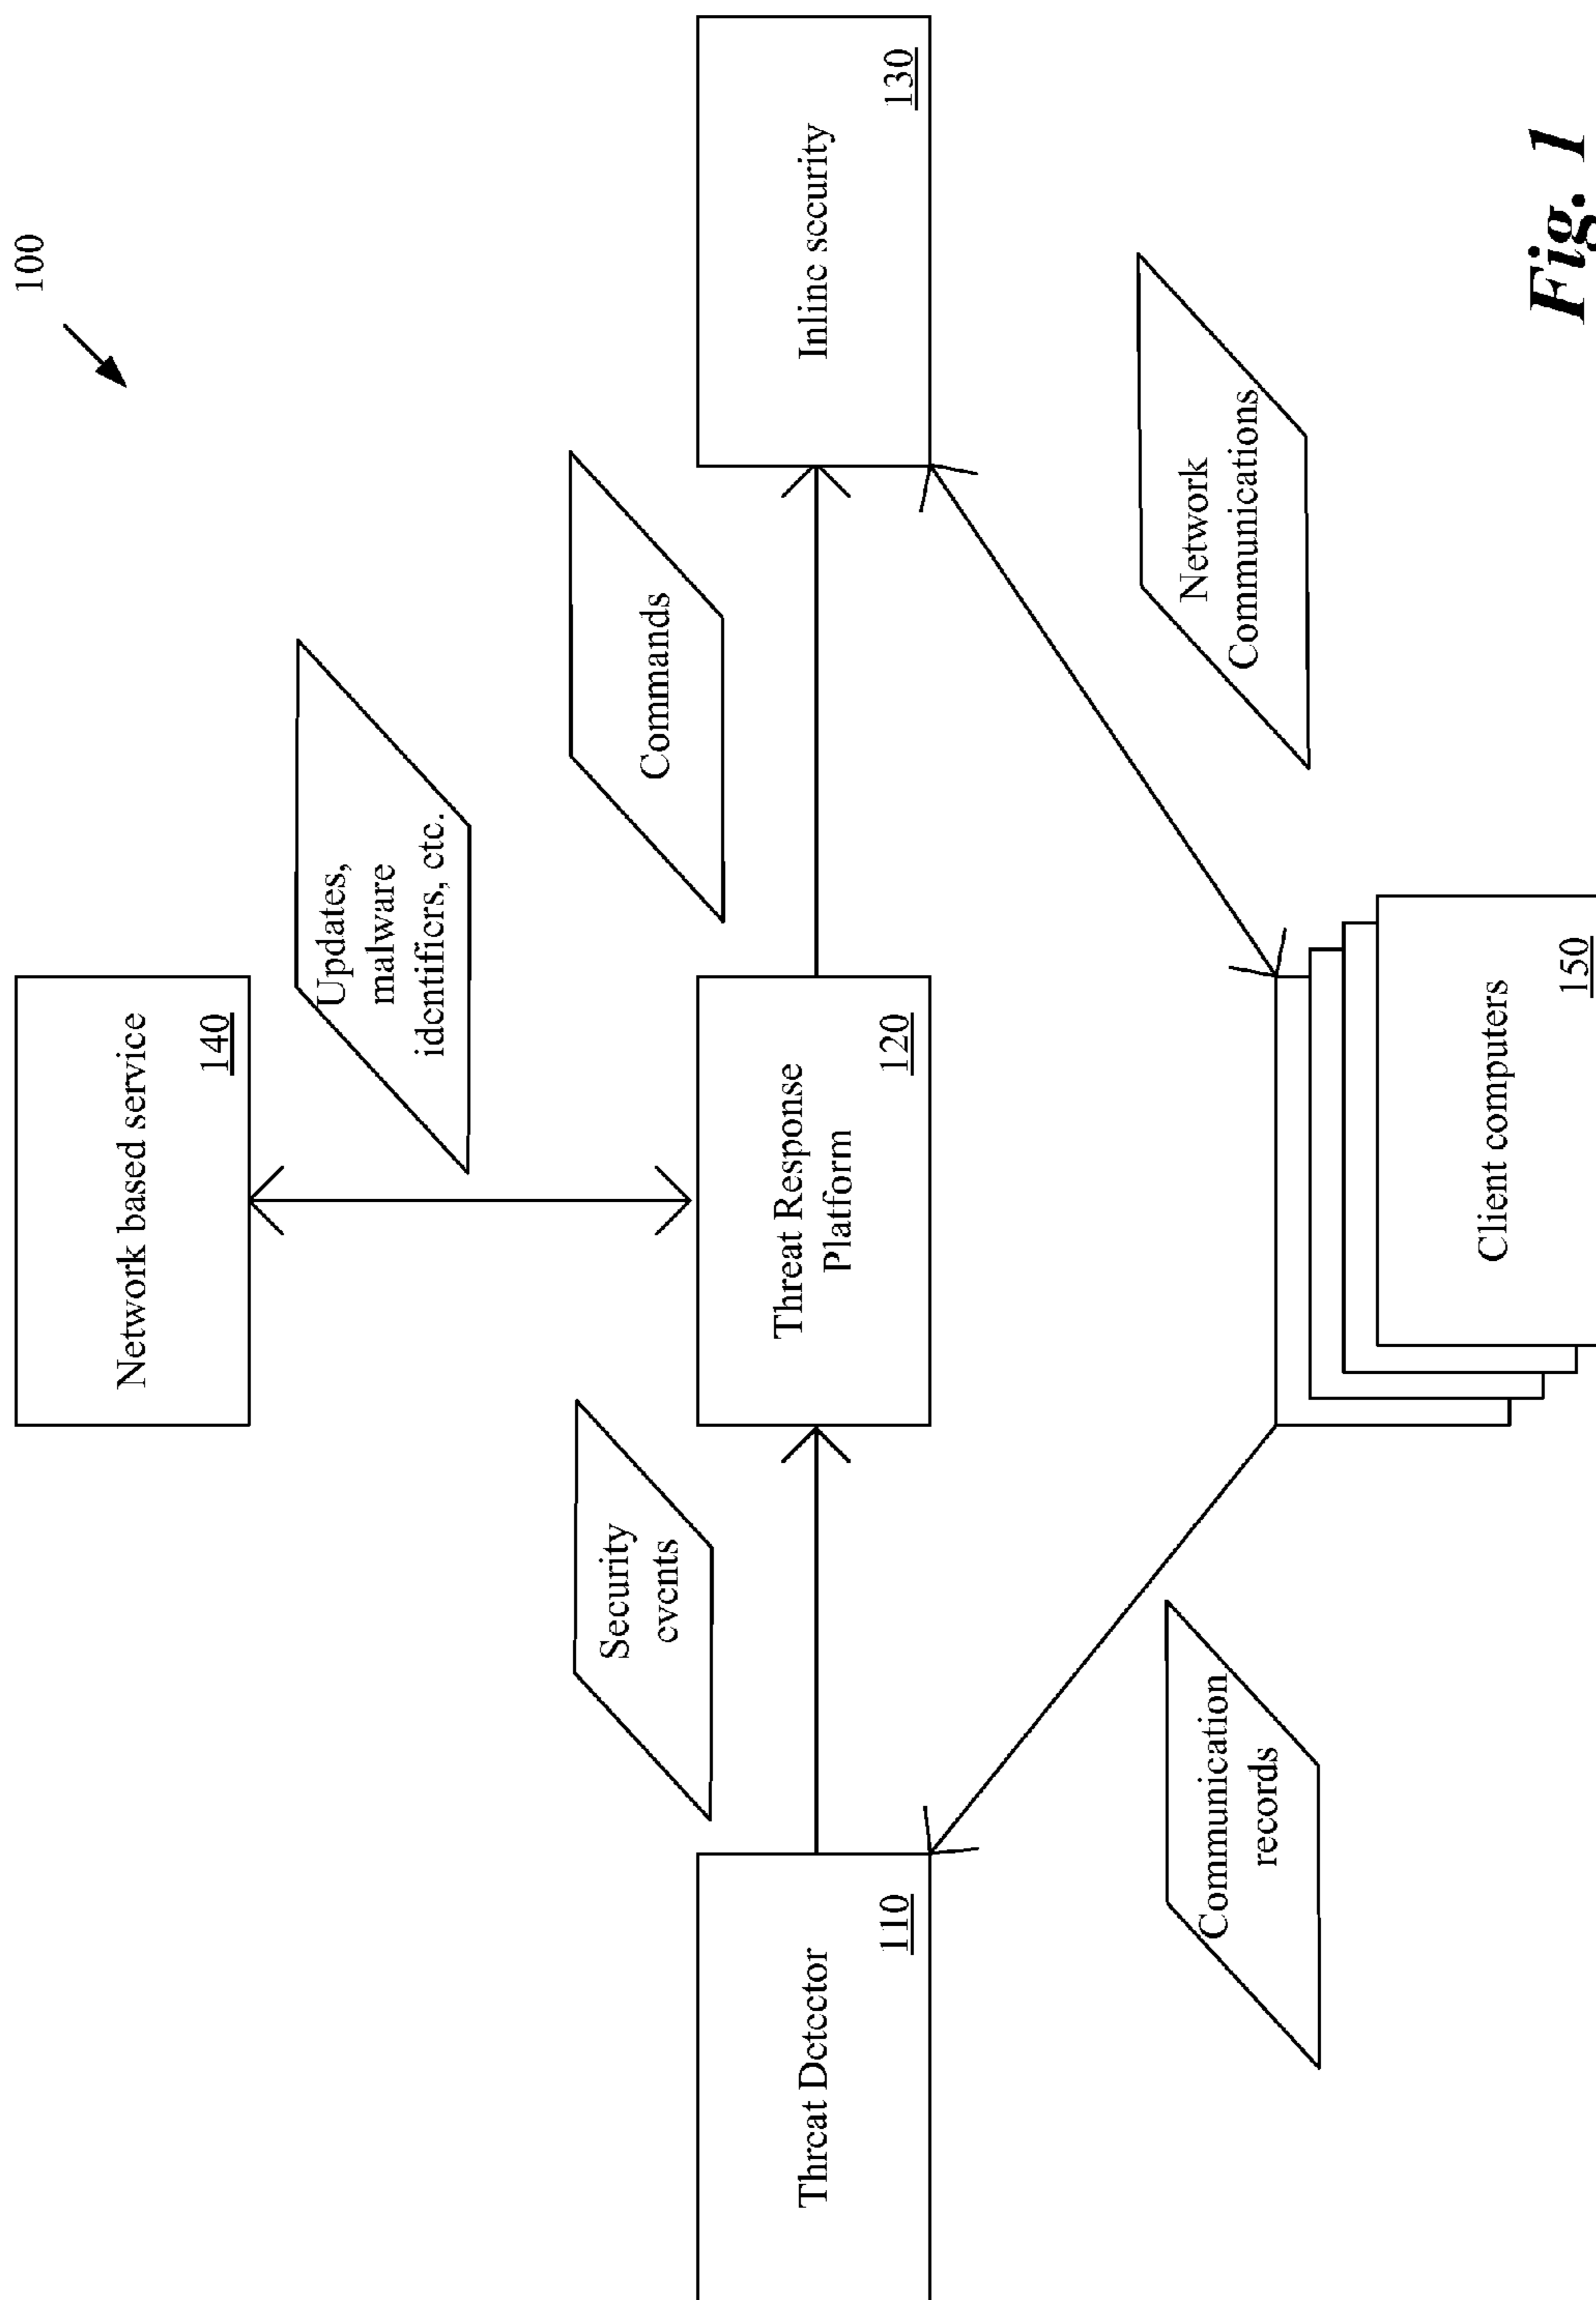 100
Network based service
140
Updates,
malware
identifiers, etc.
Security
events
Commands
Threat Detector
110
Threat Response
Platform
120
Inline security
130
Communication
records
Network
Communications
Client computers
150
Fig. 1